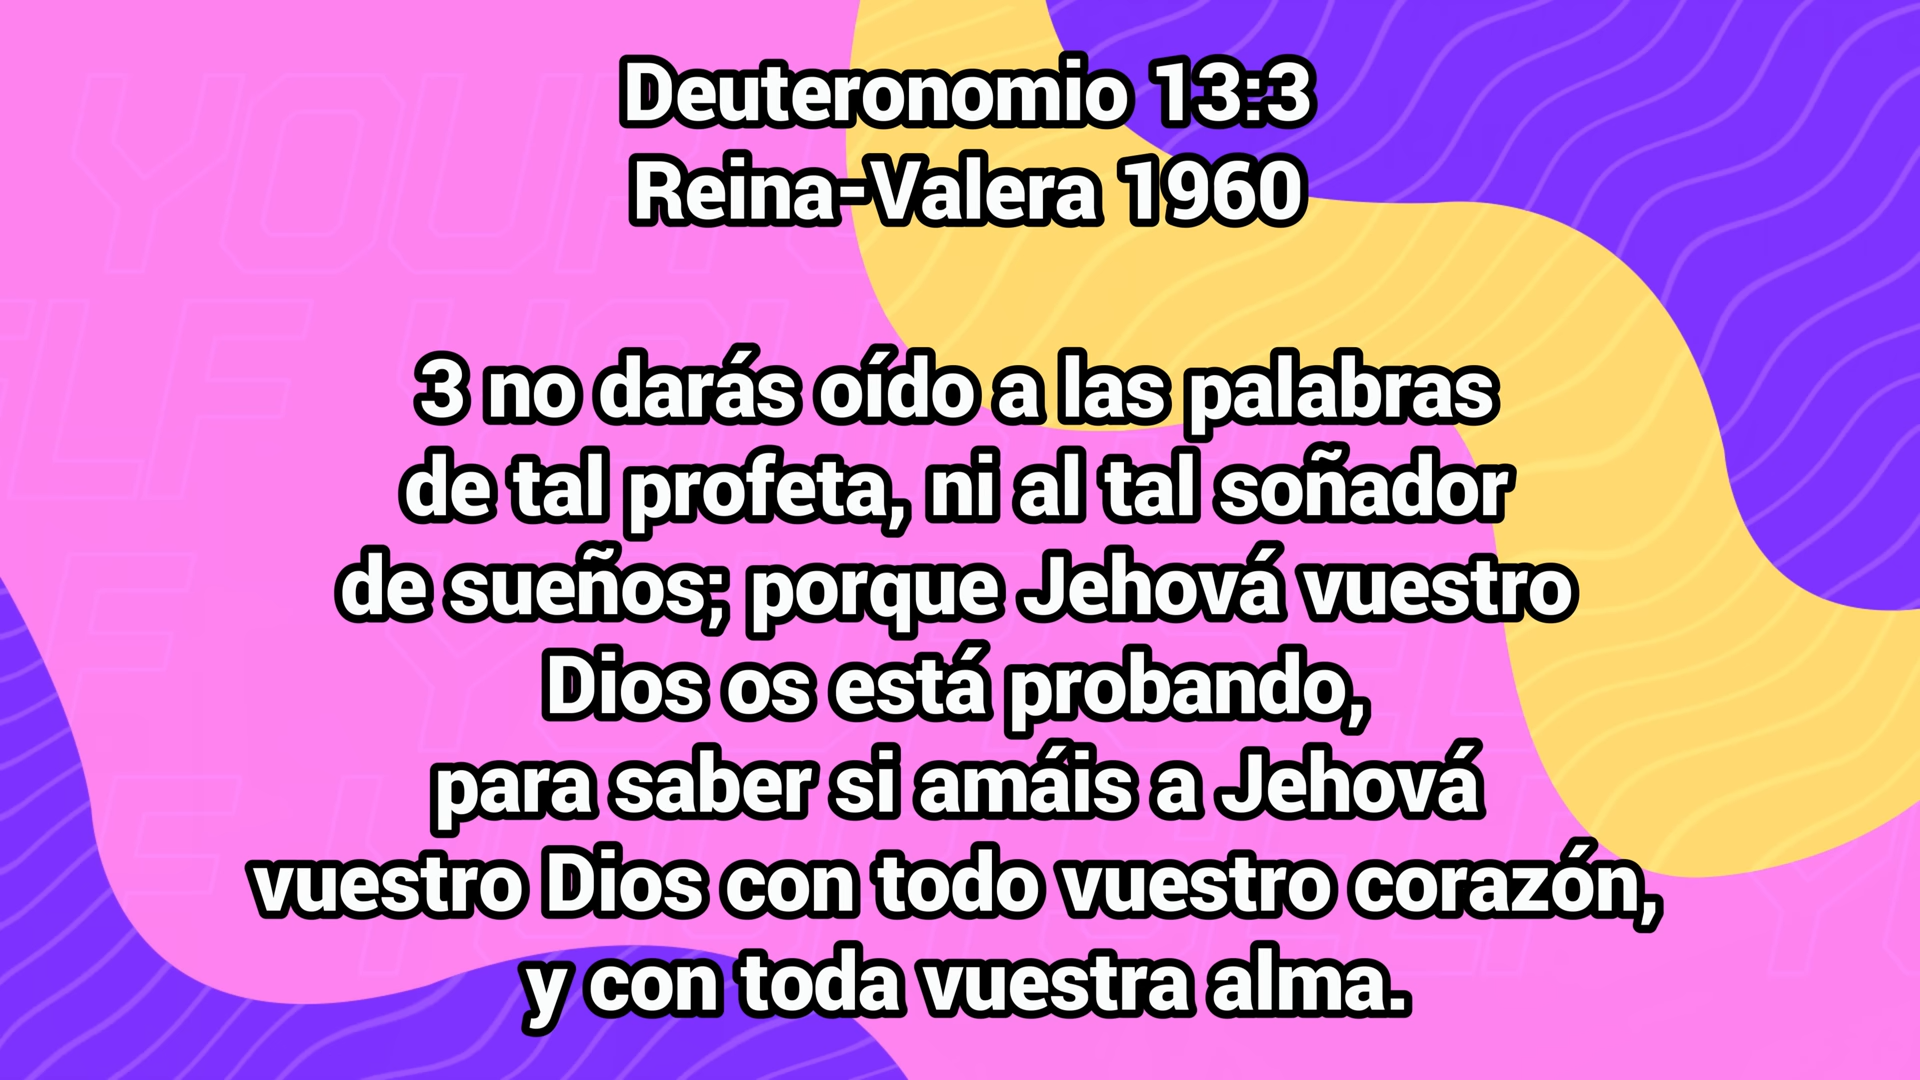 Deuteronomio 13:3
Reina-Valera 1960
3 no darás oído a las palabras
de tal profeta, ni al tal soñador
de sueños; porque Jehová vuestro
Dios os está probando,
para saber si amáis a Jehová
vuestro Dios con todo vuestro corazón,
y con toda vuestra alma.